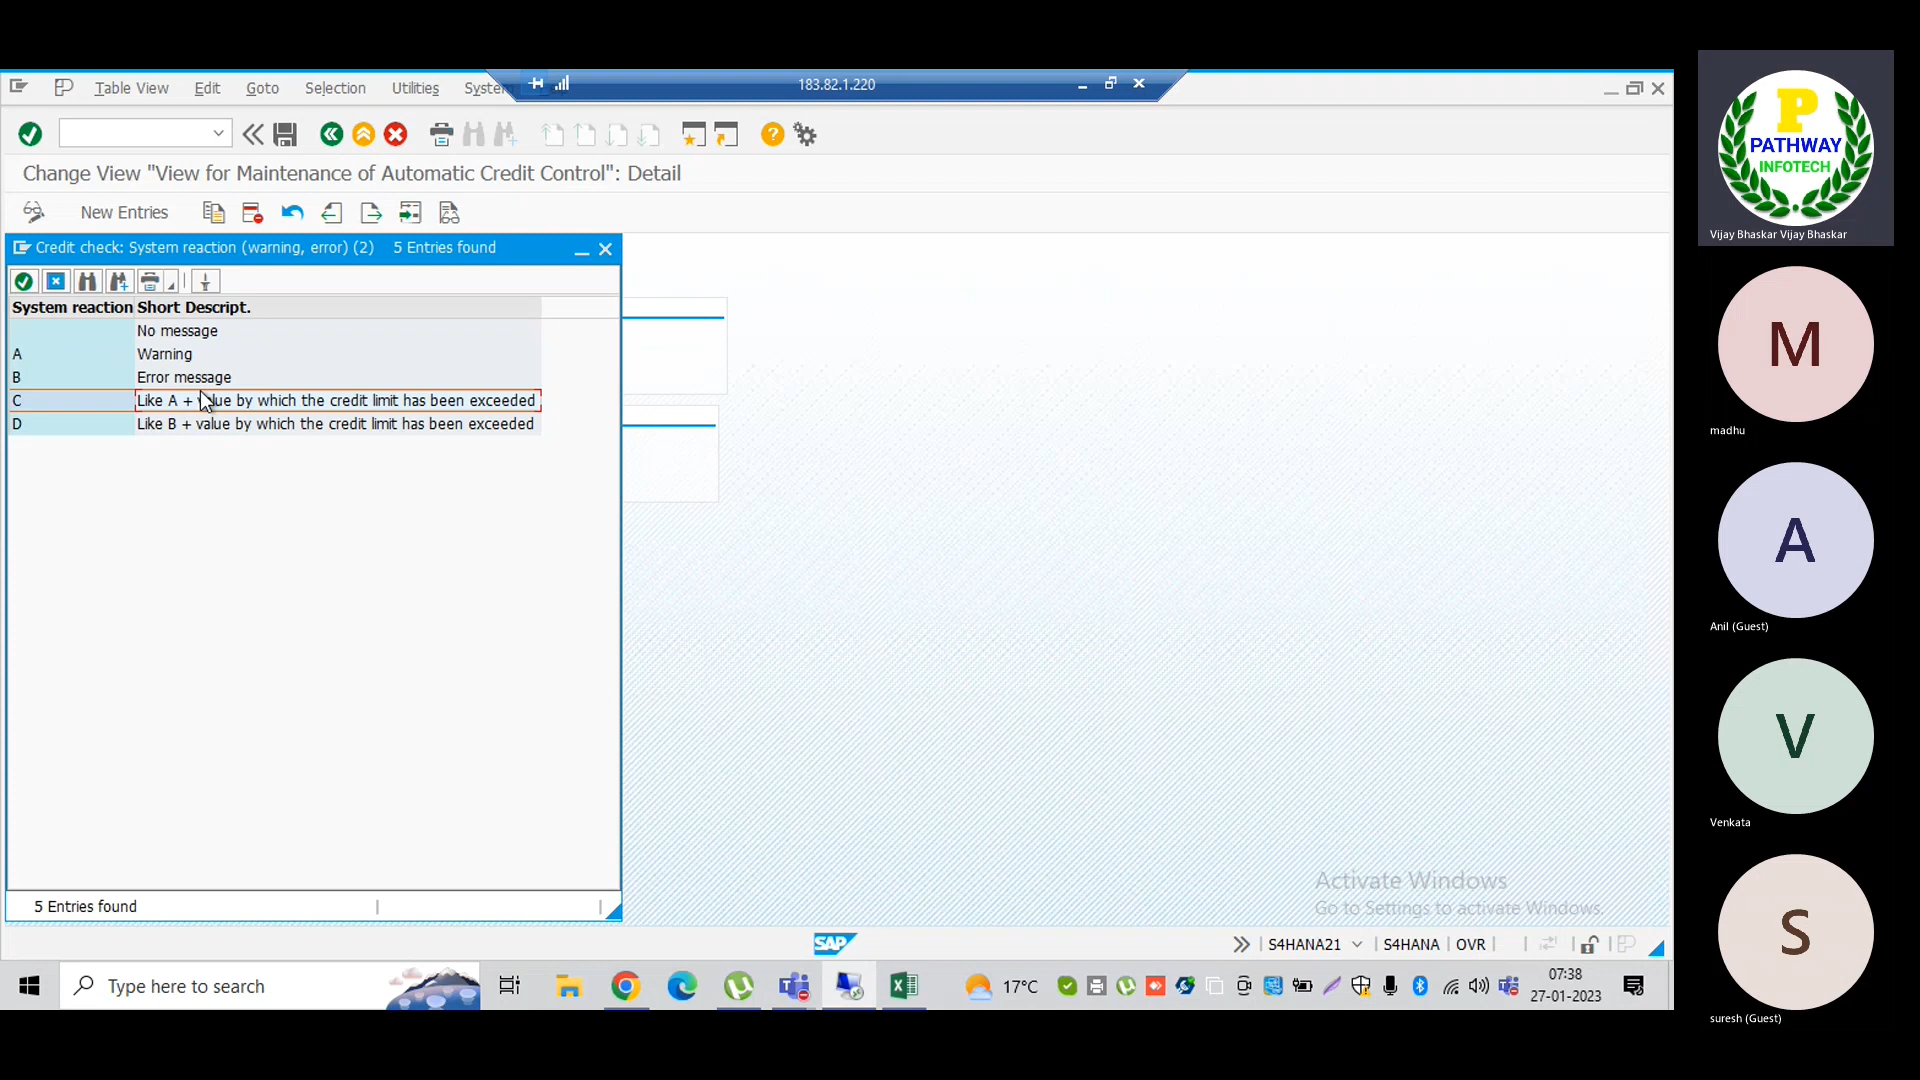 Table View Edit Goto Selection Utilities
183.82.1.220
Change View "View for Maintenance of Automatic Credit Control": Detail
New Entries
Credit check: System reaction (warning, error) (2) 5 Entries found
System reaction Short Descript.
No message
A Warning
B Error message
C Like A + value by which the credit limit has been exceeded
D Like B + value by which the credit limit has been exceeded
5 Entries found
Activate Windows
Go to Settings to activate Windows.
SAP
S4HANA21 S4HANA OVR
Type here to search
17°C
07:38
27-01-2023
P
PATHWAY
INFOTECH
Vijay Bhaskar Vijay Bhaskar
M
madhu
A
Anil (Guest)
V
Venkata
S
suresh (Guest)